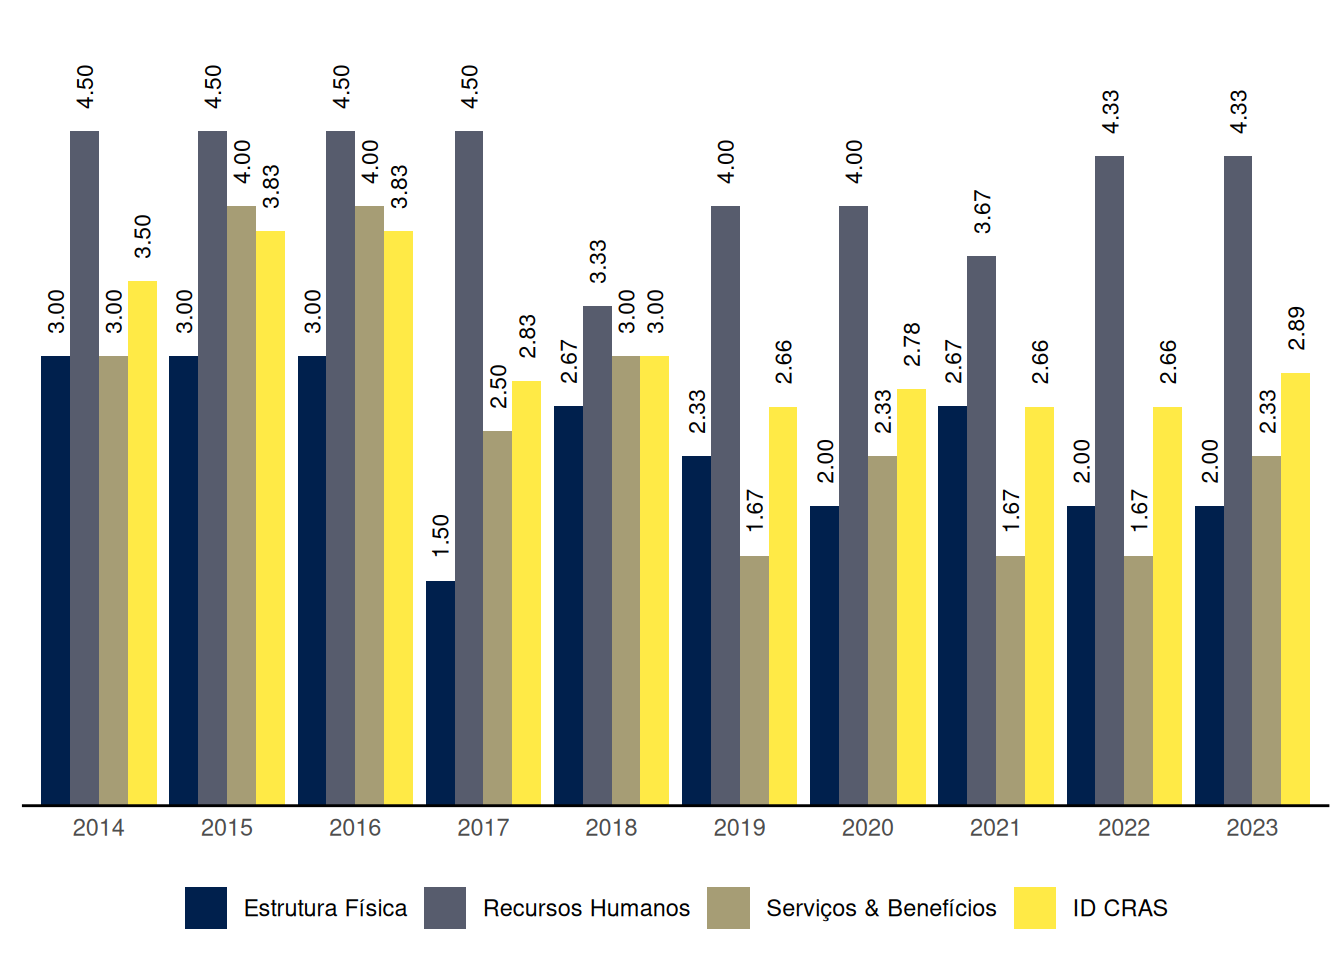 3.00 4.50 3.00 3.50
3.00 4.50 4.00 3.83
3.00 4.50 4.00 3.83
1.50 4.50 2.50 2.83
2.67 3.33 3.00 3.00
2.33 4.00 1.67 2.66
2.00 4.00 2.33 2.78
2.67 3.67 1.67 2.66
2.00 4.33 1.67 2.66
2.00 4.33 2.33 2.89
2014 2015 2016 2017 2018 2019 2020 2021 2022 2023
Estrutura Física Recursos Humanos Serviços & Benefícios ID CRAS